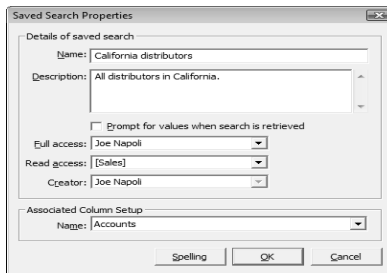 Saved Search Properties
Details of saved search
Name: California distributors
Description: All distributors in California.
Prompt for values when search is retrieved
Full access: Joe Napoli
Read access: [Sales]
Creator: Joe Napoli
Associated Column Setup
Name: Accounts
Spelling OK Cancel